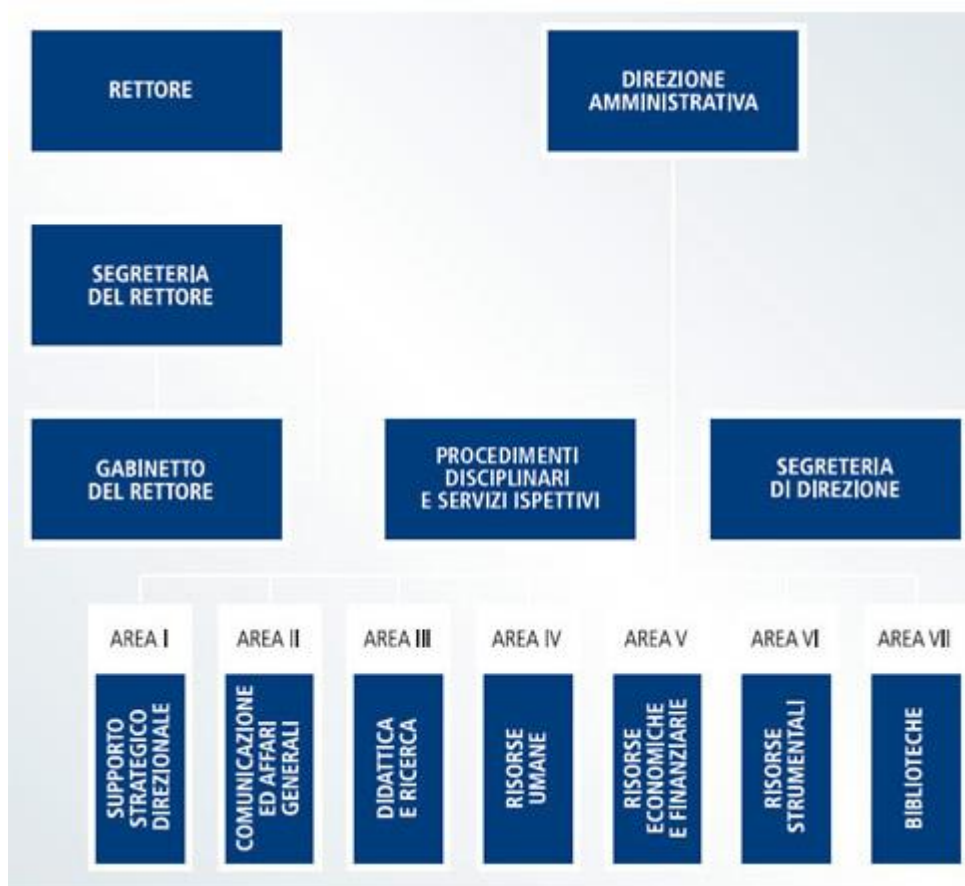 RETTORE
DIREZIONE
AMMINISTRATIVA
SEGRETERIA
DEL RETTORE
GABINETTO
DEL RETTORE
PROCEDIMENTI
DISCIPLINARI
E SERVIZI ISPETTIVI
SEGRETERIA
DI DIREZIONE
AREA I
SUPPORTO
STRATEGICO
DIREZIONALE
AREA II
COMUNICAZIONE
ED AFFARI
GENERALI
AREA III
DIDATTICA
E RICERCA
AREA IV
RISORSE
UMANE
AREA V
RISORSE
ECONOMICHE
E FINANZIARIE
AREA VI
RISORSE
STRUMENTALI
AREA VII
BIBLIOTECHE